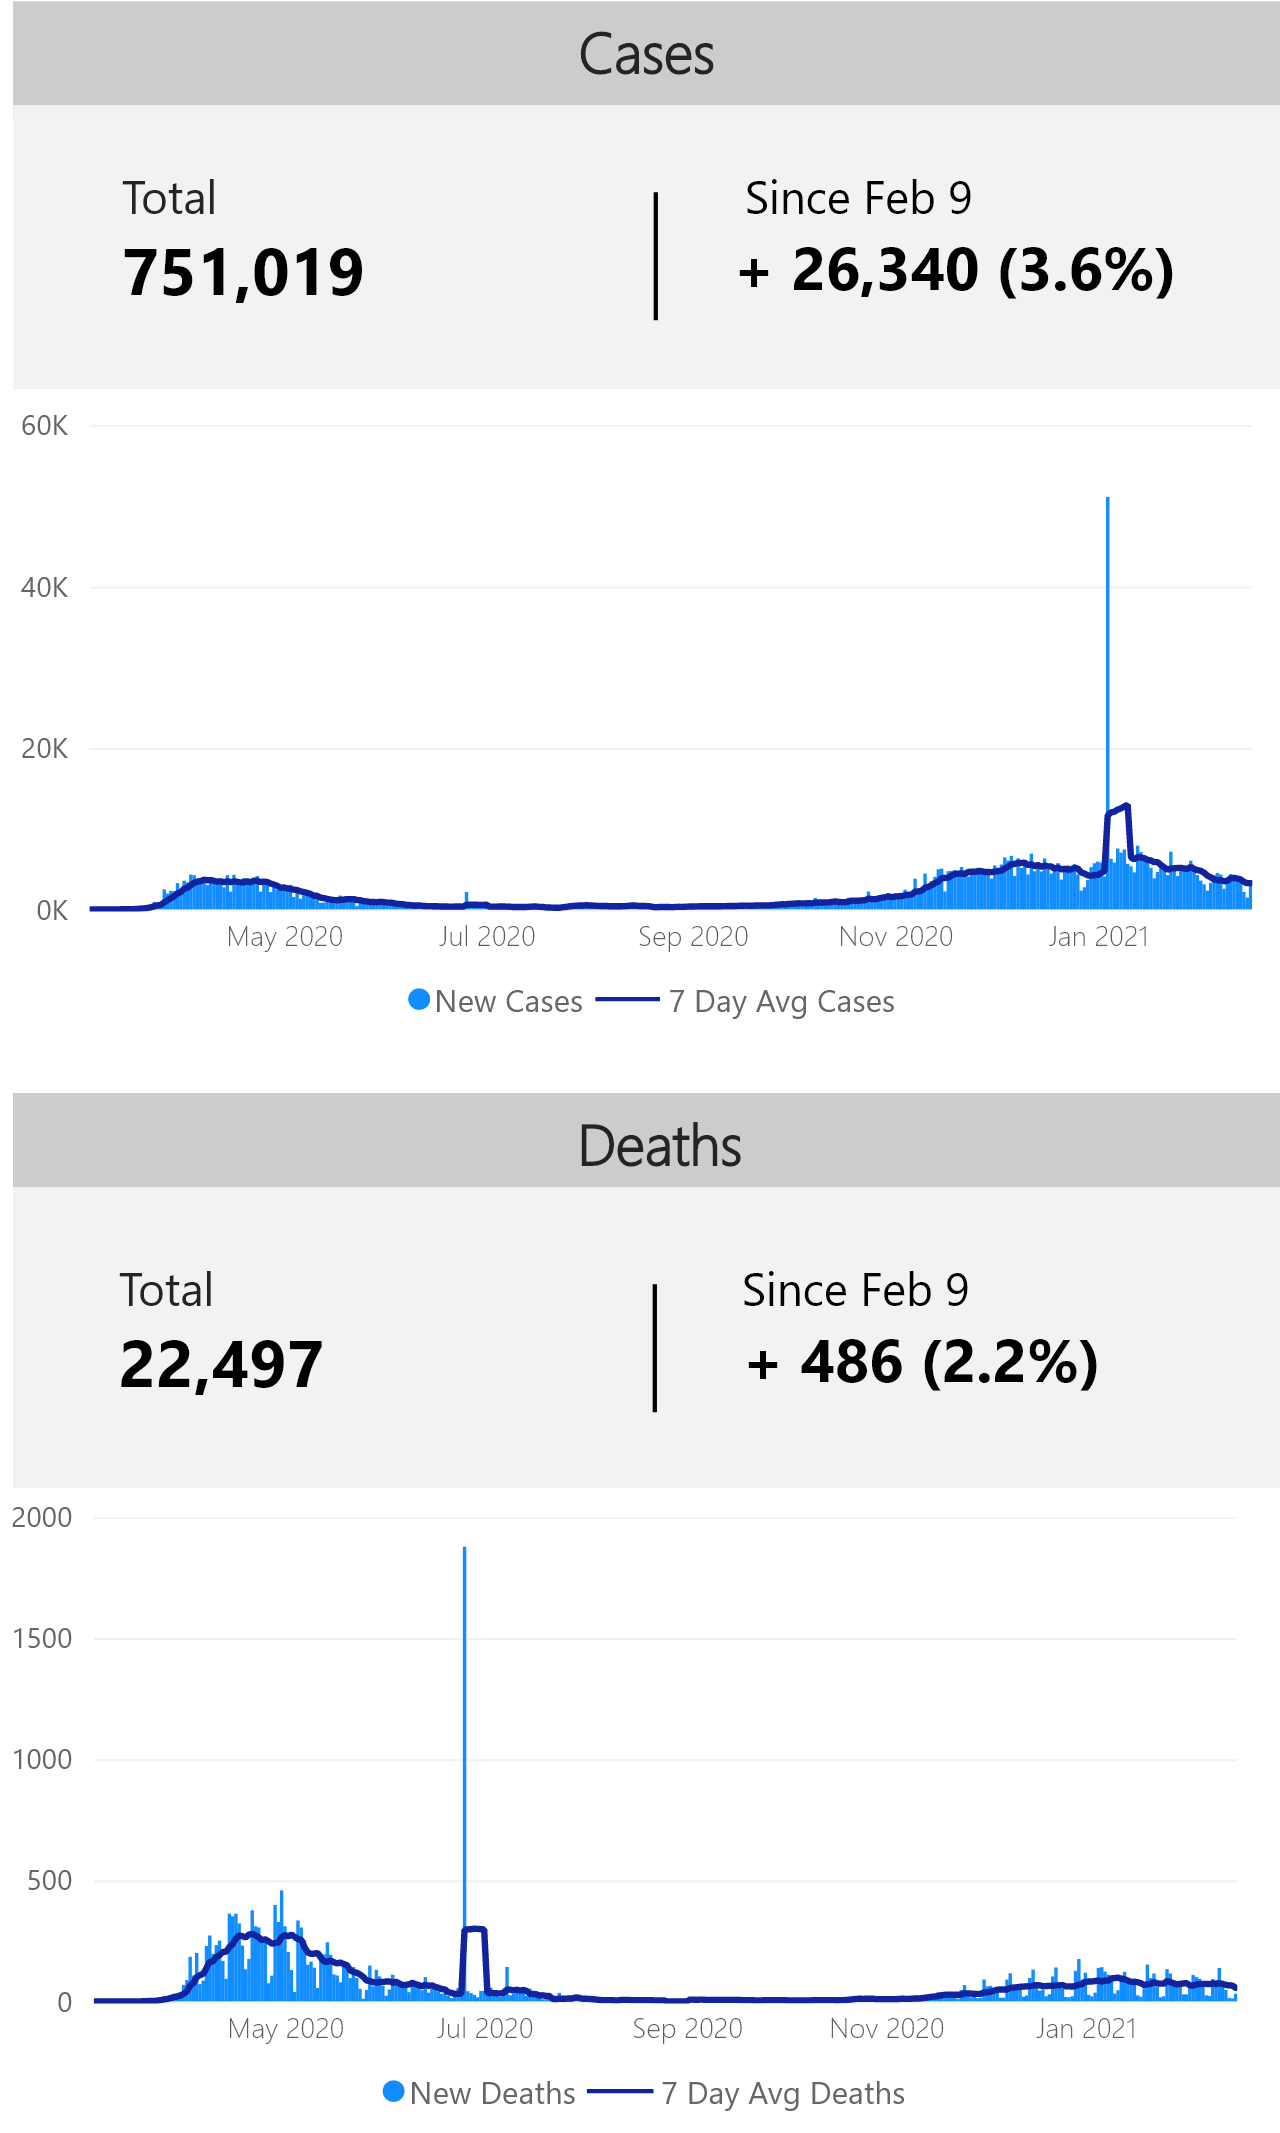 Cases
Total
Since Feb 9
751,019
+ 26,340 (3.6%)
60K
40K
20K
0K
May 2020
Jul 2020
Sep 2020
Nov 2020
Jan 2021
New Cases
7 Day Avg Cases
Deaths
Total
Since Feb 9
22,497
+ 486 (2.2%)
2000
1500
1000
500
0
May 2020
Jul 2020
Sep 2020
Nov 2020
Jan 2021
New Deaths
7 Day Avg Deaths